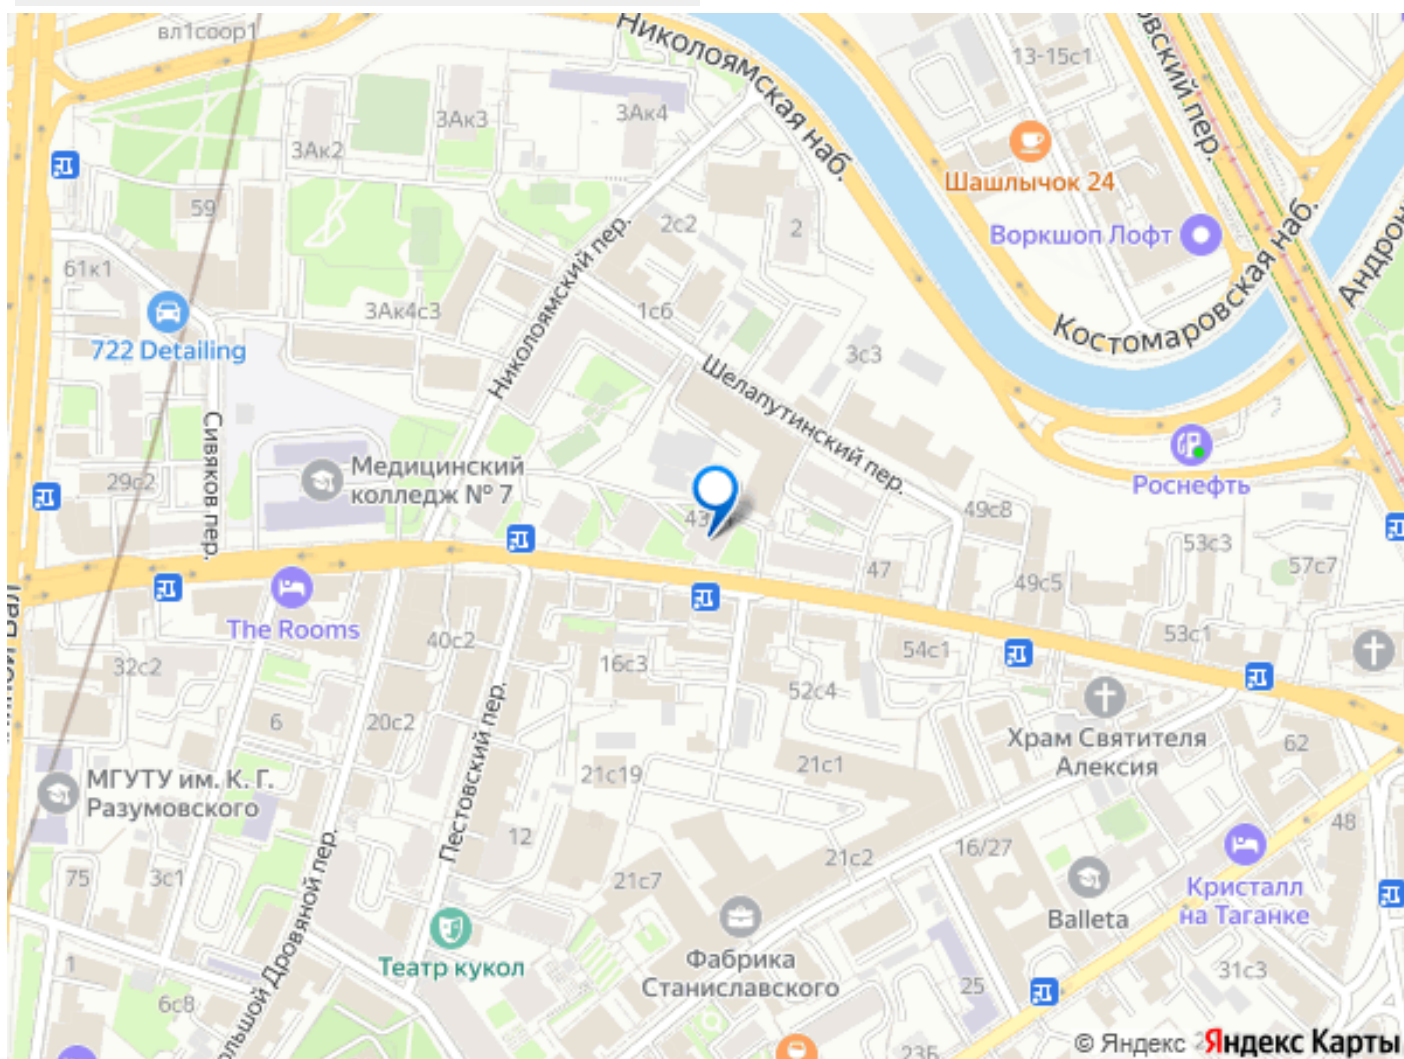 вл1соор1
Николоямская наб.
13-15с1
овский пер.
3Ак3
3Ак4
3Ак2
Шашлычок 24
59
2с2
2
Воркшоп Лофт
Николоямский пер.
61к1
3Ак4с3
1с6
Костомаровская наб.
722 Detailing
3с3
Шелапутинский пер.
Сивяков пер.
Медицинский
колледж № 7
29с2
Роснефть
43
49с8
53с3
47
49с5
57с7
The Rooms
40с2
53с1
32с2
16с3
54с1
52с4
6
20с2
Храм Святителя
Алексия
62
МГУТУ им. К. Г.
Разумовского
21с19
21с1
Пестовский пер.
12
48
75
3с1
21с7
21с2
16/27
Кристалл
на Таганке
Balleta
Театр кукол
Фабрика
Станиславского
31с3
1
6с8
25
23Б
© Яндекс
Яндекс Карты